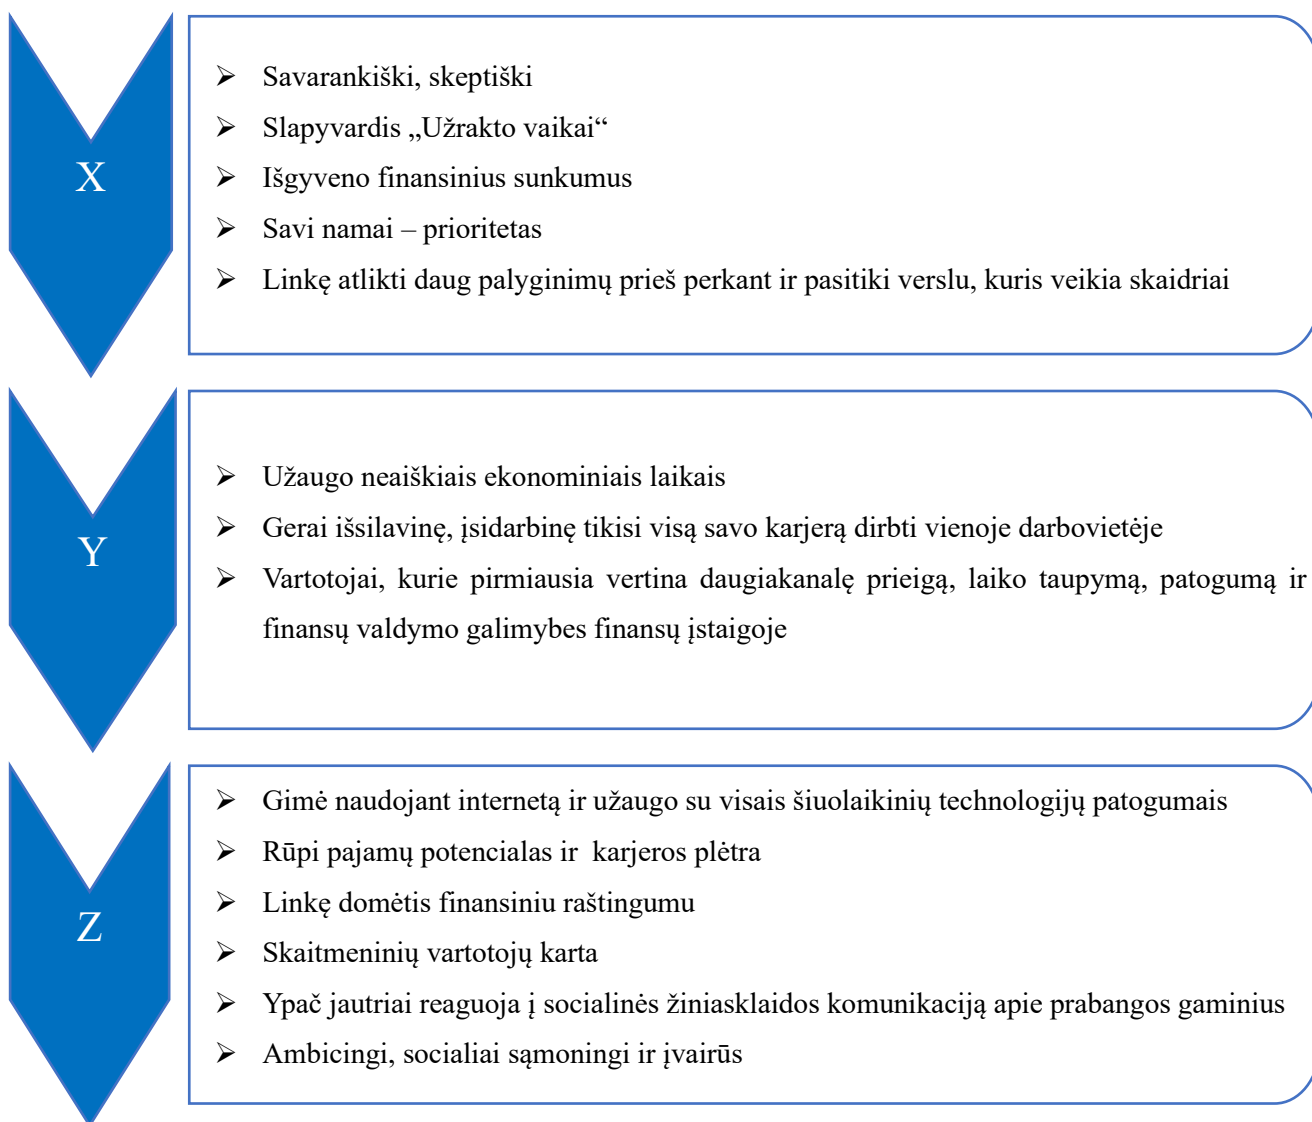 X
➢ Savarankiški, skeptiški
➢ Slapyvardis „Užrakto vaikai“
➢ Išgyveno finansinius sunkumus
➢ Savi namai – prioritetas
➢ Linkę atlikti daug palyginimų prieš perkant ir pasitiki verslu, kuris veikia skaidriai
Y
➢ Užaugo neaiškiais ekonominiais laikais
➢ Gerai išsilavinę, įsidarbinę tikisi visą savo karjerą dirbti vienoje darbovietėje
➢ Vartotojai, kurie pirmiausia vertina daugiakanalę prieigą, laiko taupymą, patogumą ir
finansų valdymo galimybes finansų įstaigoje
Z
➢ Gimė naudojant internetą ir užaugo su visais šiuolaikinių technologijų patogumais
➢ Rūpi pajamų potencialas ir karjeros plėtra
➢ Linkę domėtis finansiniu raštingumu
➢ Skaitmeninių vartotojų karta
➢ Ypač jautriai reaguoja į socialinės žiniasklaidos komunikaciją apie prabangos gaminius
➢ Ambicingi, socialiai sąmoningi ir įvairūs